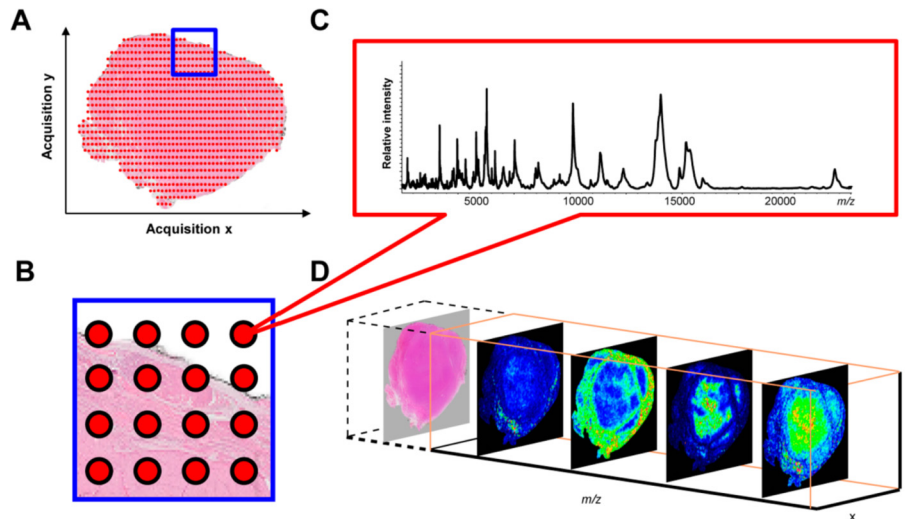 A
Acquisition y
Acquisition x
B
C
Relative intensity
5000
10000
15000
20000
m/z
D
m/z
x